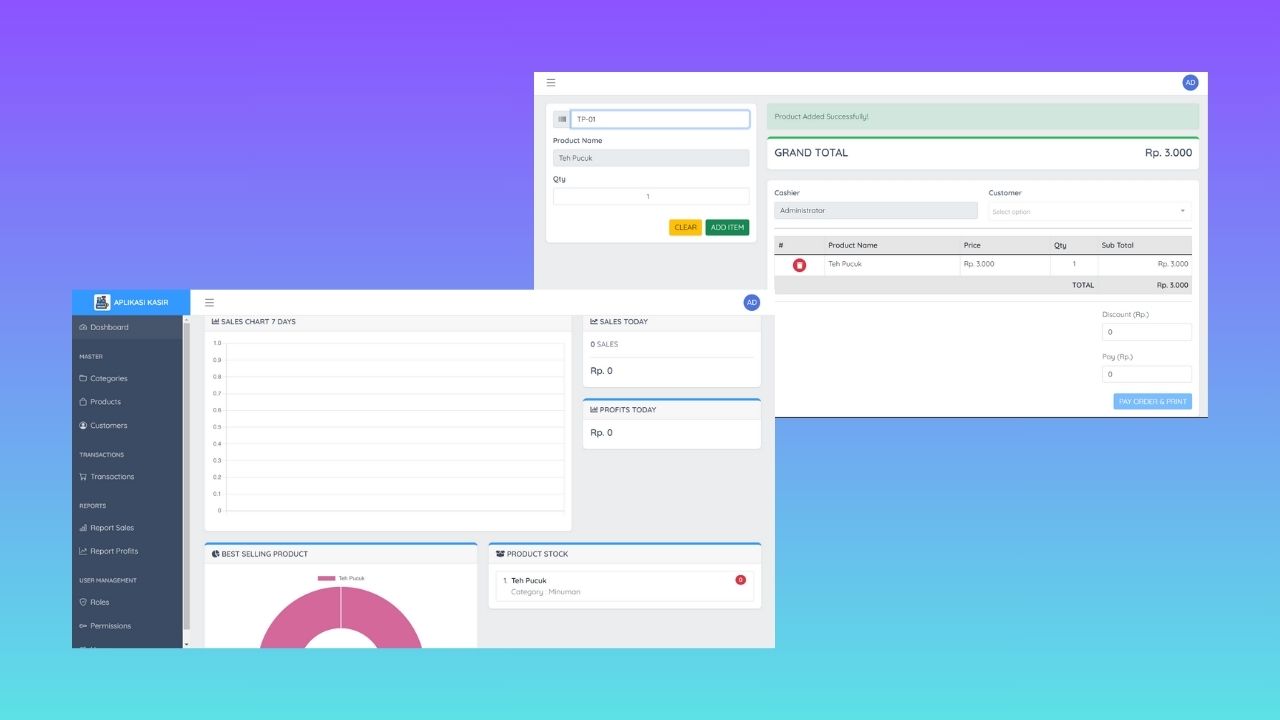 AD
TP-01
Product Name
Teh Pucuk
Qty
1
CLEAR
ADD ITEM
Product Added Successfully!
GRAND TOTAL
Rp. 3.000
Cashier
Customer
Administrator
Select option
# Product Name Price Qty Sub Total
Teh Pucuk Rp. 3.000 1 Rp. 3.000
TOTAL Rp. 3.000
Discount (Rp.)
0
Pay (Rp.)
0
PAY ORDER & PRINT
APLIKASI KASIR
AD
Dashboard
MASTER
Categories
Products
Customers
TRANSACTIONS
Transactions
REPORTS
Report Sales
Report Profits
USER MANAGEMENT
Roles
Permissions
SALES CHART 7 DAYS
1.0
0.9
0.8
0.7
0.6
0.5
0.4
0.3
0.2
0.1
0
SALES TODAY
0 SALES
Rp. 0
PROFITS TODAY
Rp. 0
BEST SELLING PRODUCT
Teh Pucuk
PRODUCT STOCK
1. Teh Pucuk
0
Category : Minuman